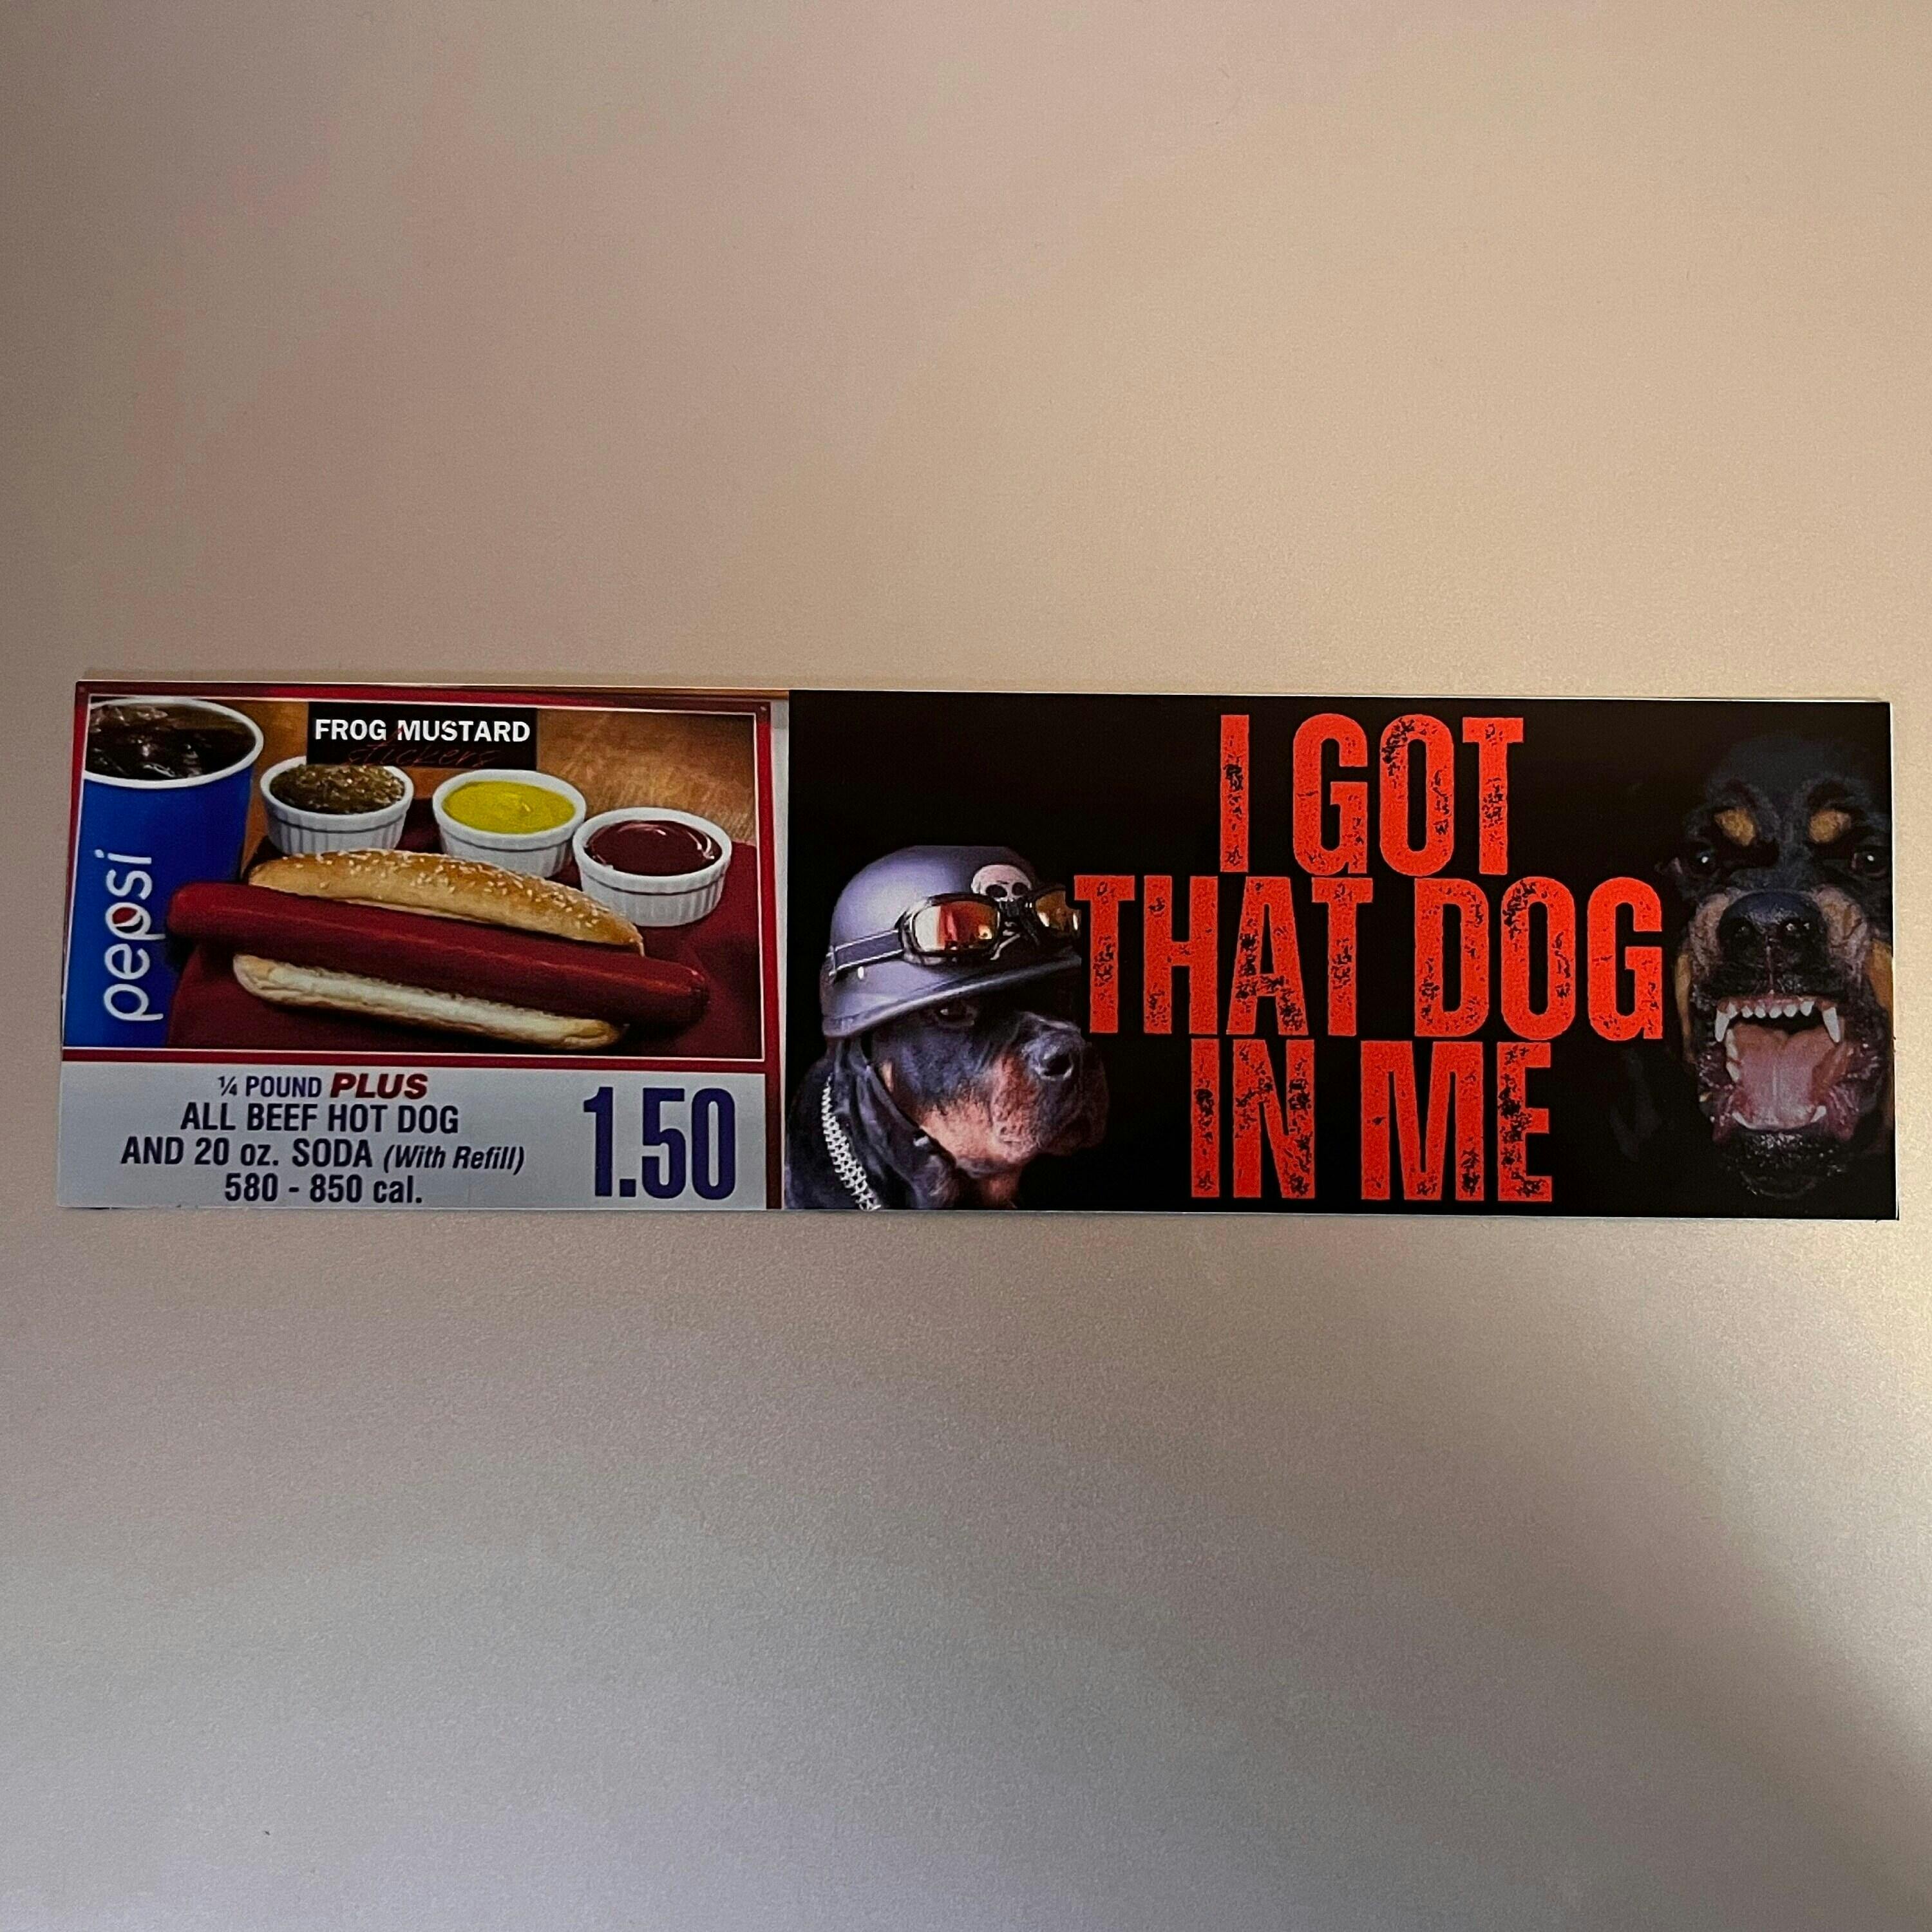 FROG MUSTARD
stickers
pepsi
¼ POUND PLUS
ALL BEEF HOT DOG
AND 20 oz. SODA (With Refill)
580 - 850 cal.
1.50
I GOT
THAT DOG
IN ME